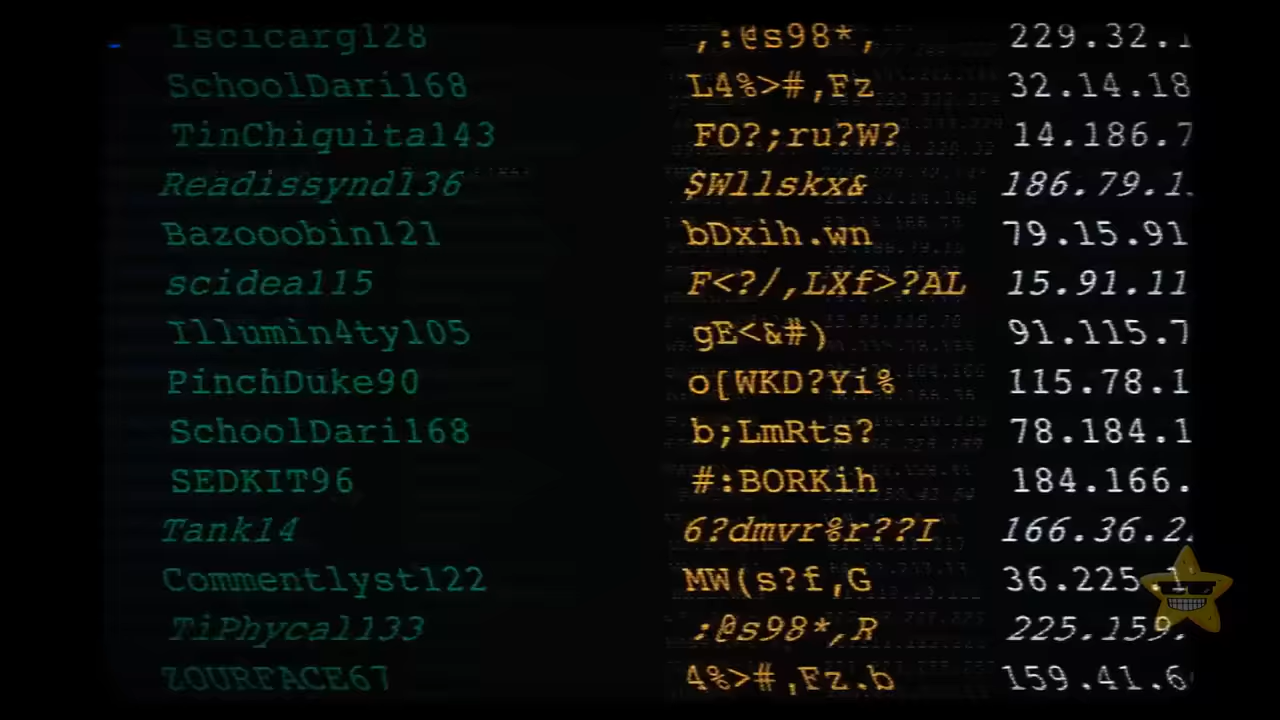 Iscicarg128 ,:@s98*, 229.32.1
SchoolDari168 L4%>#,Fz 32.14.18
TinChiguita143 FO?;ru?W? 14.186.7
Readissynd136 $Wllskx& 186.79.1
Bazooobin121 bDxih.wn 79.15.91
scidea115 F<?/,LXf>?AL 15.91.11
Illumin4ty105 gE<&#) 91.115.7
PinchDuke90 o[WKD?Yi% 115.78.1
SchoolDari168 b;LmRts? 78.184.1
SEDKIT96 #:BORKih 184.166.
Tank14 6?dmvr%r??I 166.36.2
Commentlyst122 MW(s?f,G 36.225.1
TiPhycal133 :@s98*,R 225.159.
ZOURFACE67 4%>#,Fz.b 159.41.6